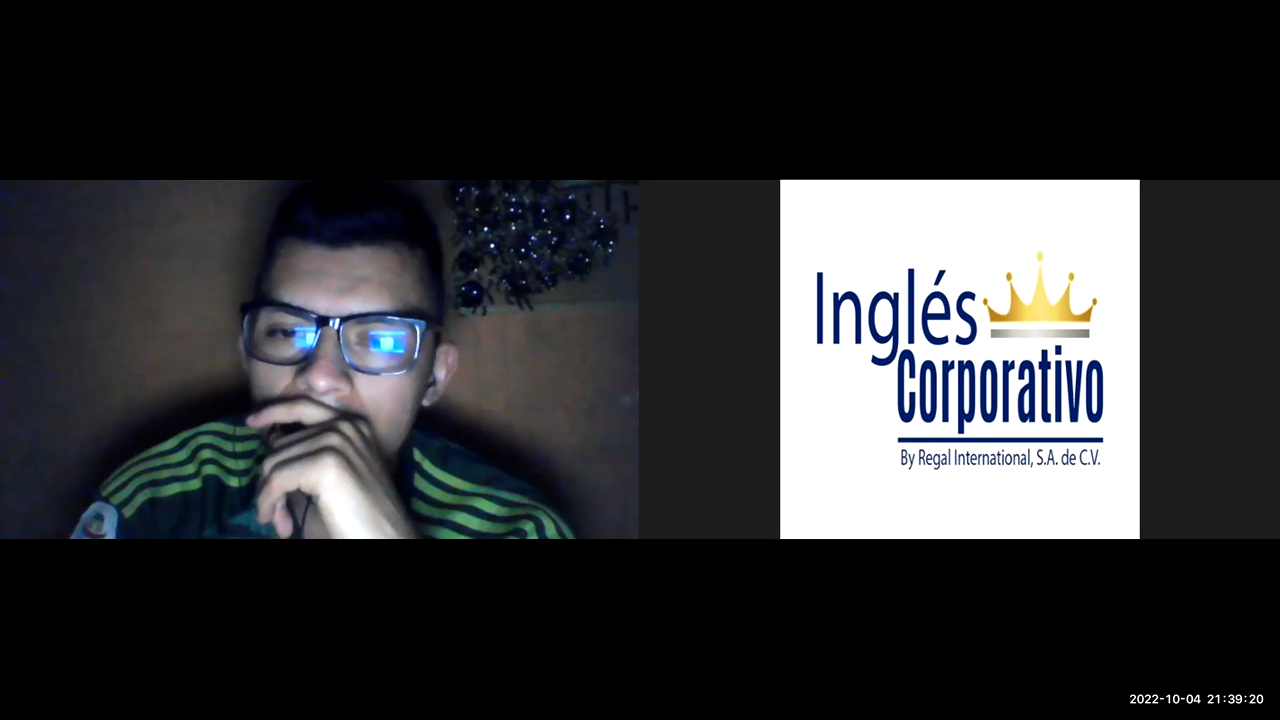 Inglés
Corporativo
By Regal International, S.A. de C.V.
2022-10-04 21:39:20